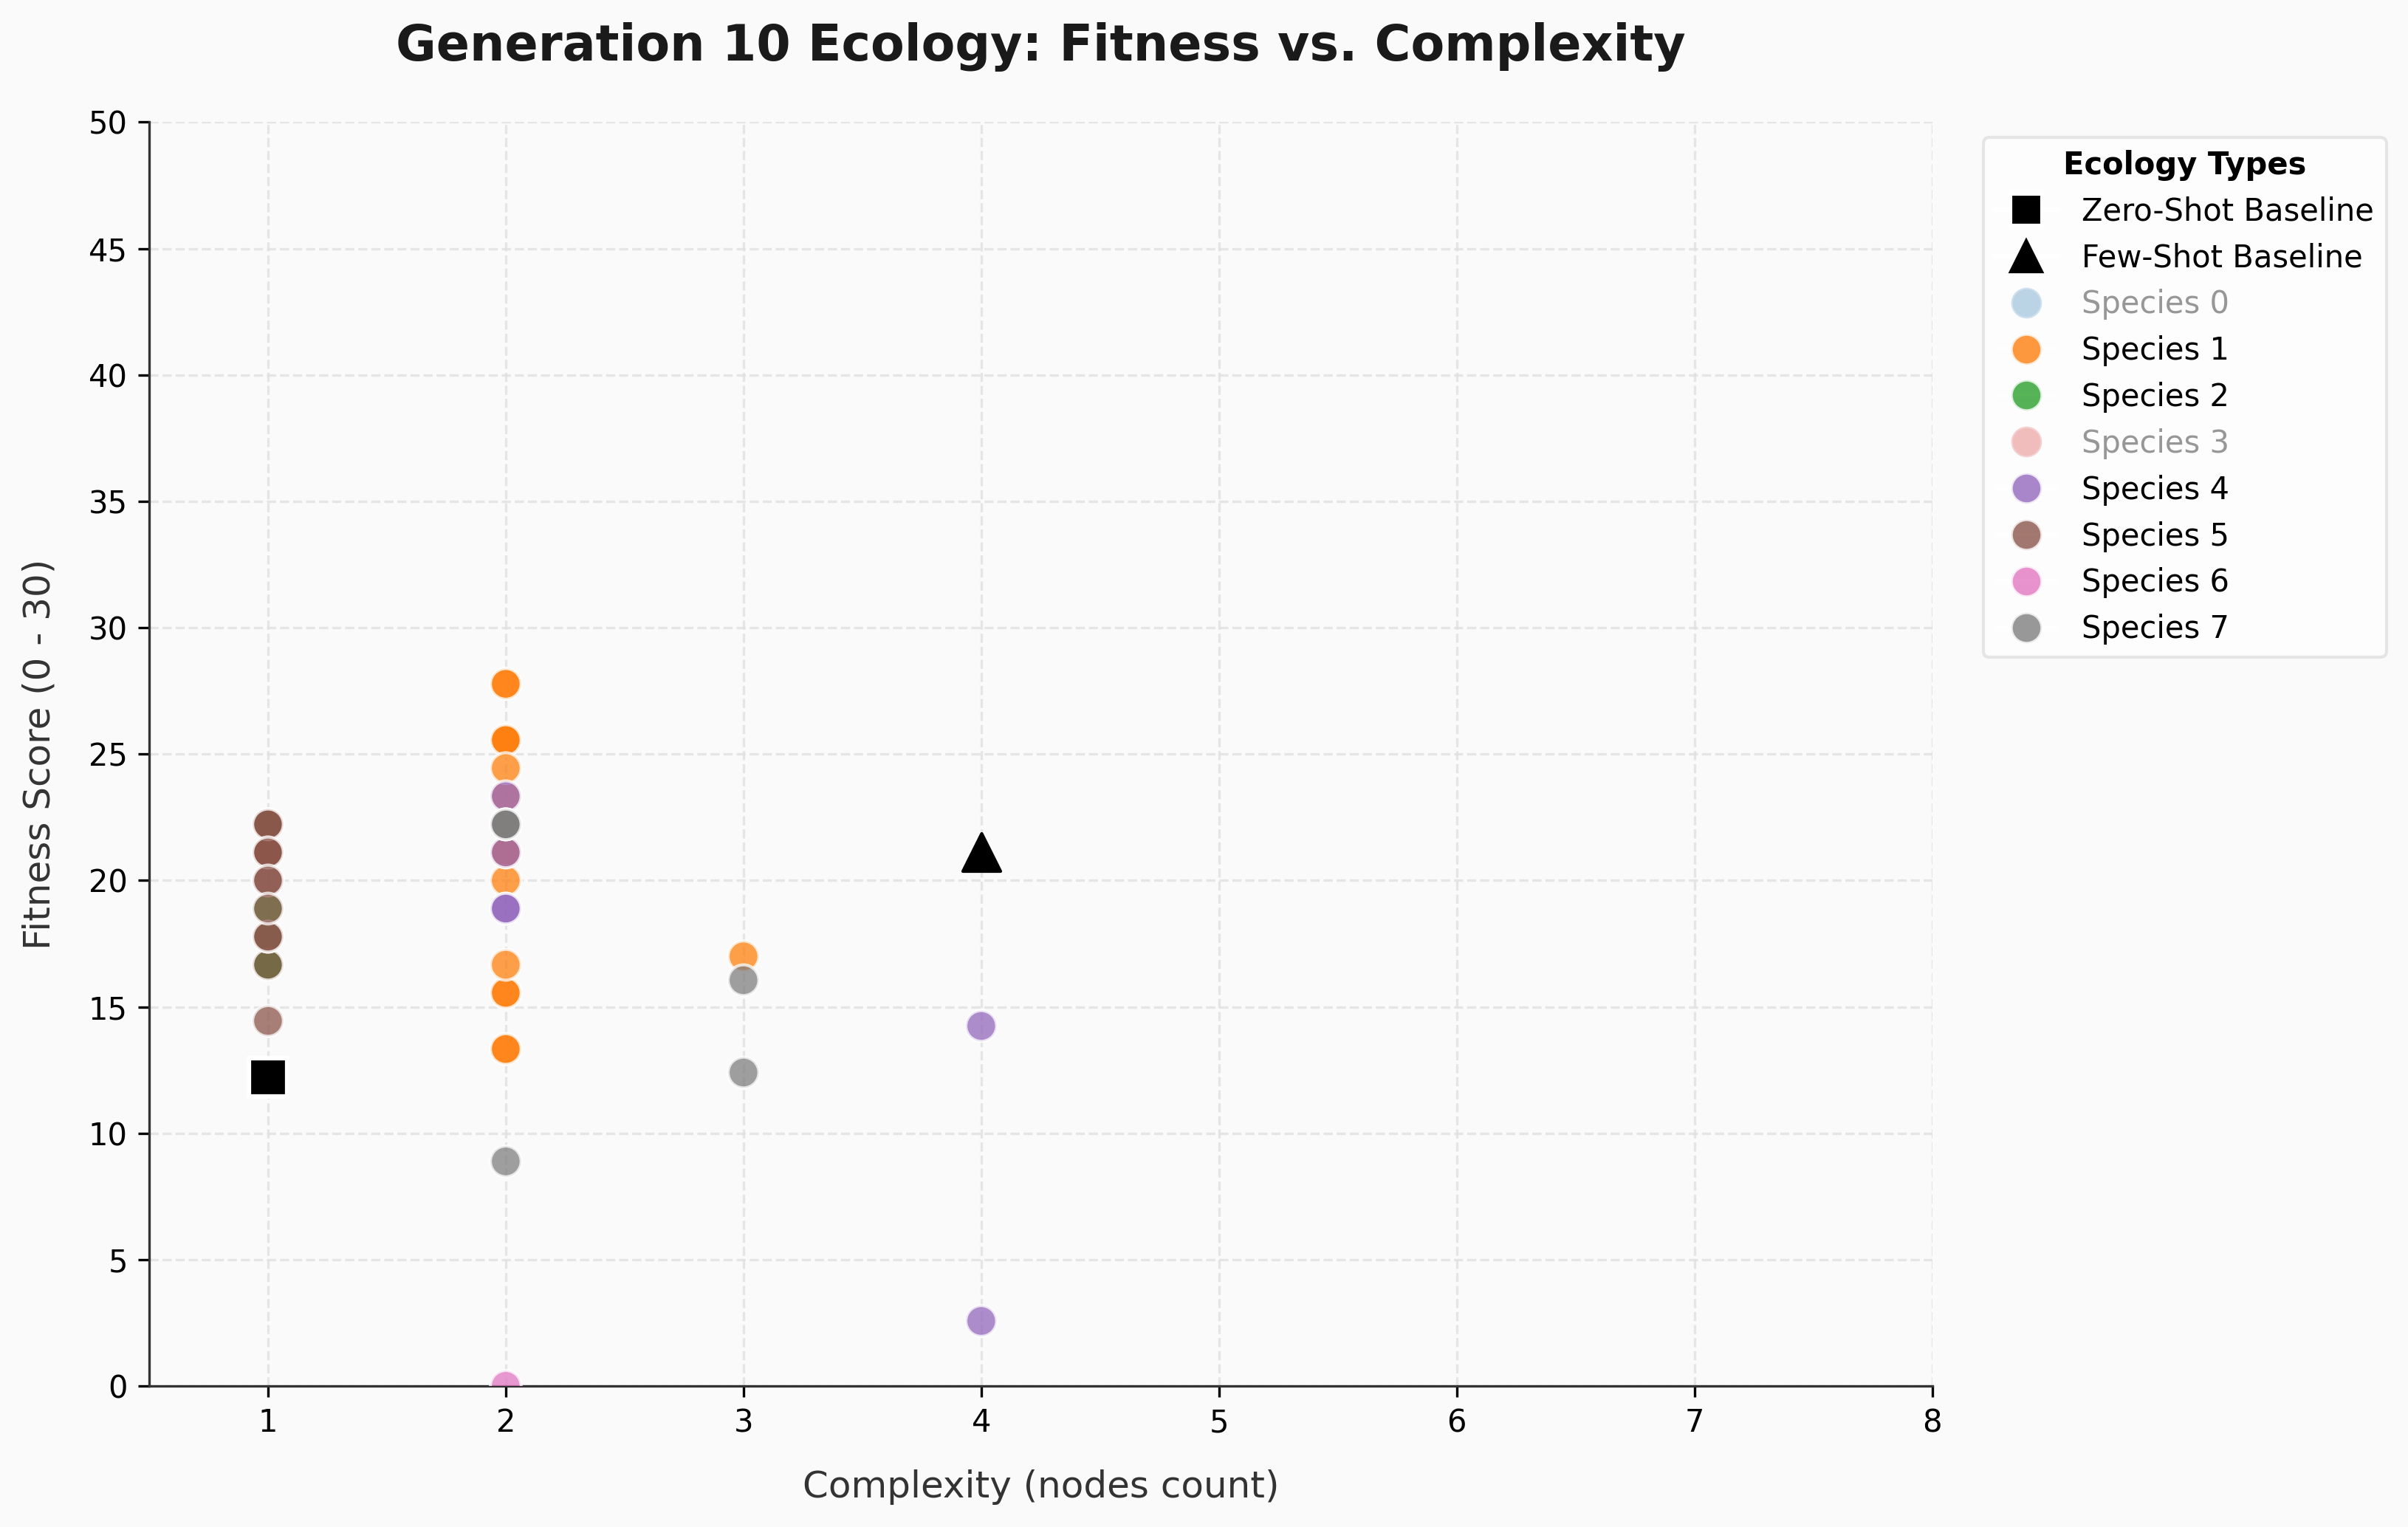 Generation 10 Ecology: Fitness vs. Complexity
50
45
40
35
30
25
20
15
10
5
0
Fitness Score (0 - 30)
1 2 3 4 5 6 7 8
Complexity (nodes count)
Ecology Types
Zero-Shot Baseline
Few-Shot Baseline
Species 0
Species 1
Species 2
Species 3
Species 4
Species 5
Species 6
Species 7